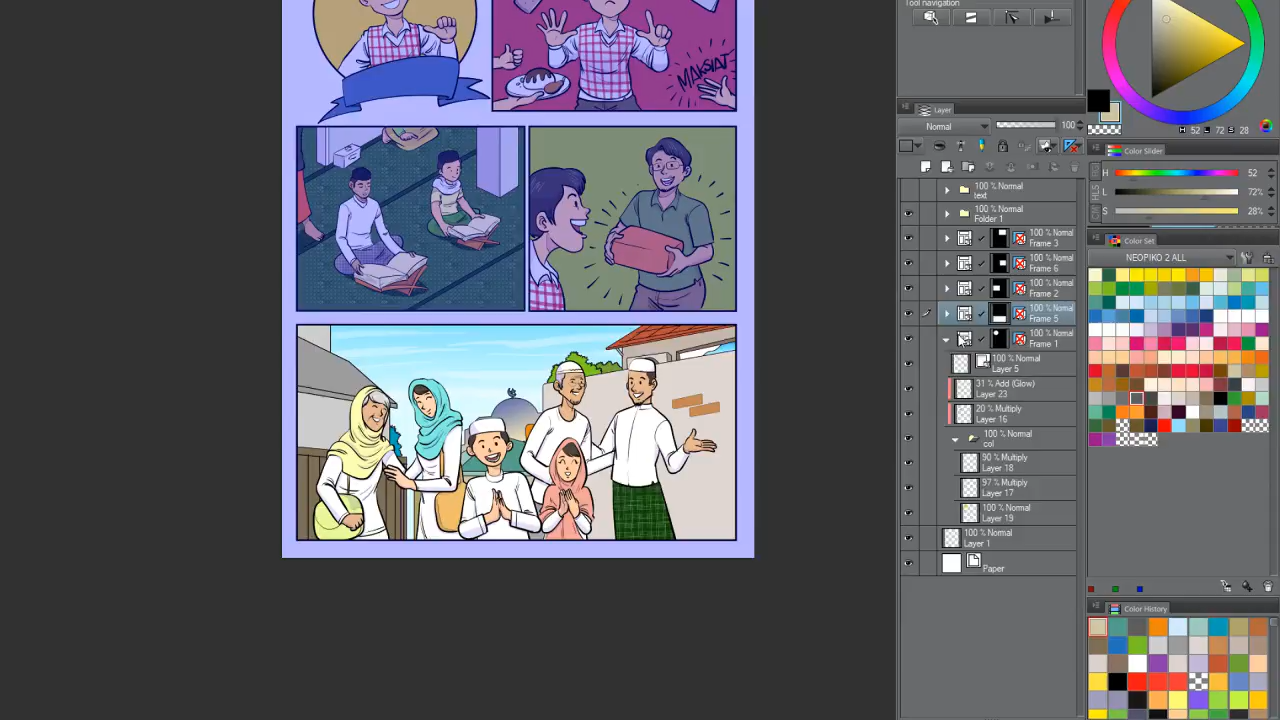 Tool navigation
MAKSIAT
Layer
Normal
100
H 52 L 72 S 28
Color Slider
H 52
L 72%
S 28%
Color Set
NEOPIKO 2 ALL
100 % Normal
text
100 % Normal
Folder 1
100 % Normal
Frame 3
100 % Normal
Frame 6
100 % Normal
Frame 2
100 % Normal
Frame 5
100 % Normal
Frame 1
100 % Normal
Layer 5
31 % Add (Glow)
Layer 23
20 % Multiply
Layer 16
100 % Normal
col
90 % Multiply
Layer 18
97 % Multiply
Layer 17
100 % Normal
Layer 19
100 % Normal
Layer 1
Paper
Color History